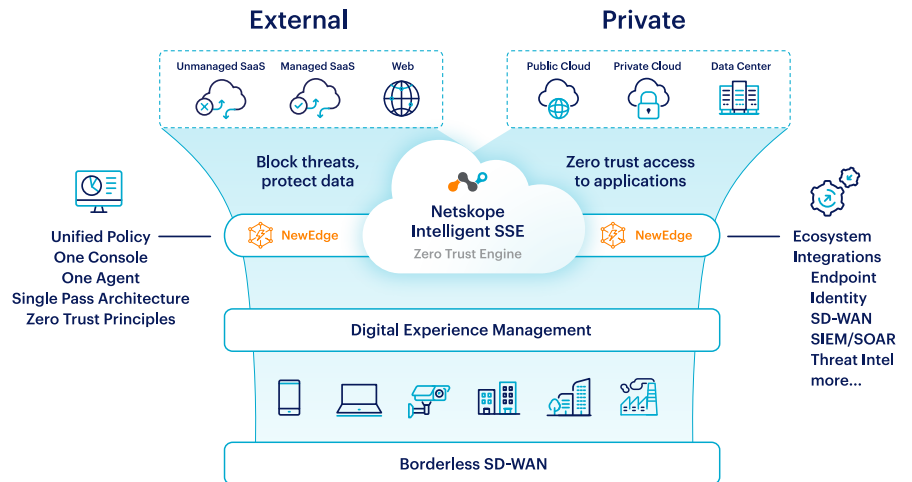 External
Private
Unmanaged SaaS
Managed SaaS
Web
Public Cloud
Private Cloud
Data Center
Block threats,
protect data
Zero trust access
to applications
Netskope
Intelligent SSE
Zero Trust Engine
NewEdge
NewEdge
Unified Policy
One Console
One Agent
Single Pass Architecture
Zero Trust Principles
Ecosystem
Integrations
Endpoint
Identity
SD-WAN
SIEM/SOAR
Threat Intel
more...
Digital Experience Management
Borderless SD-WAN